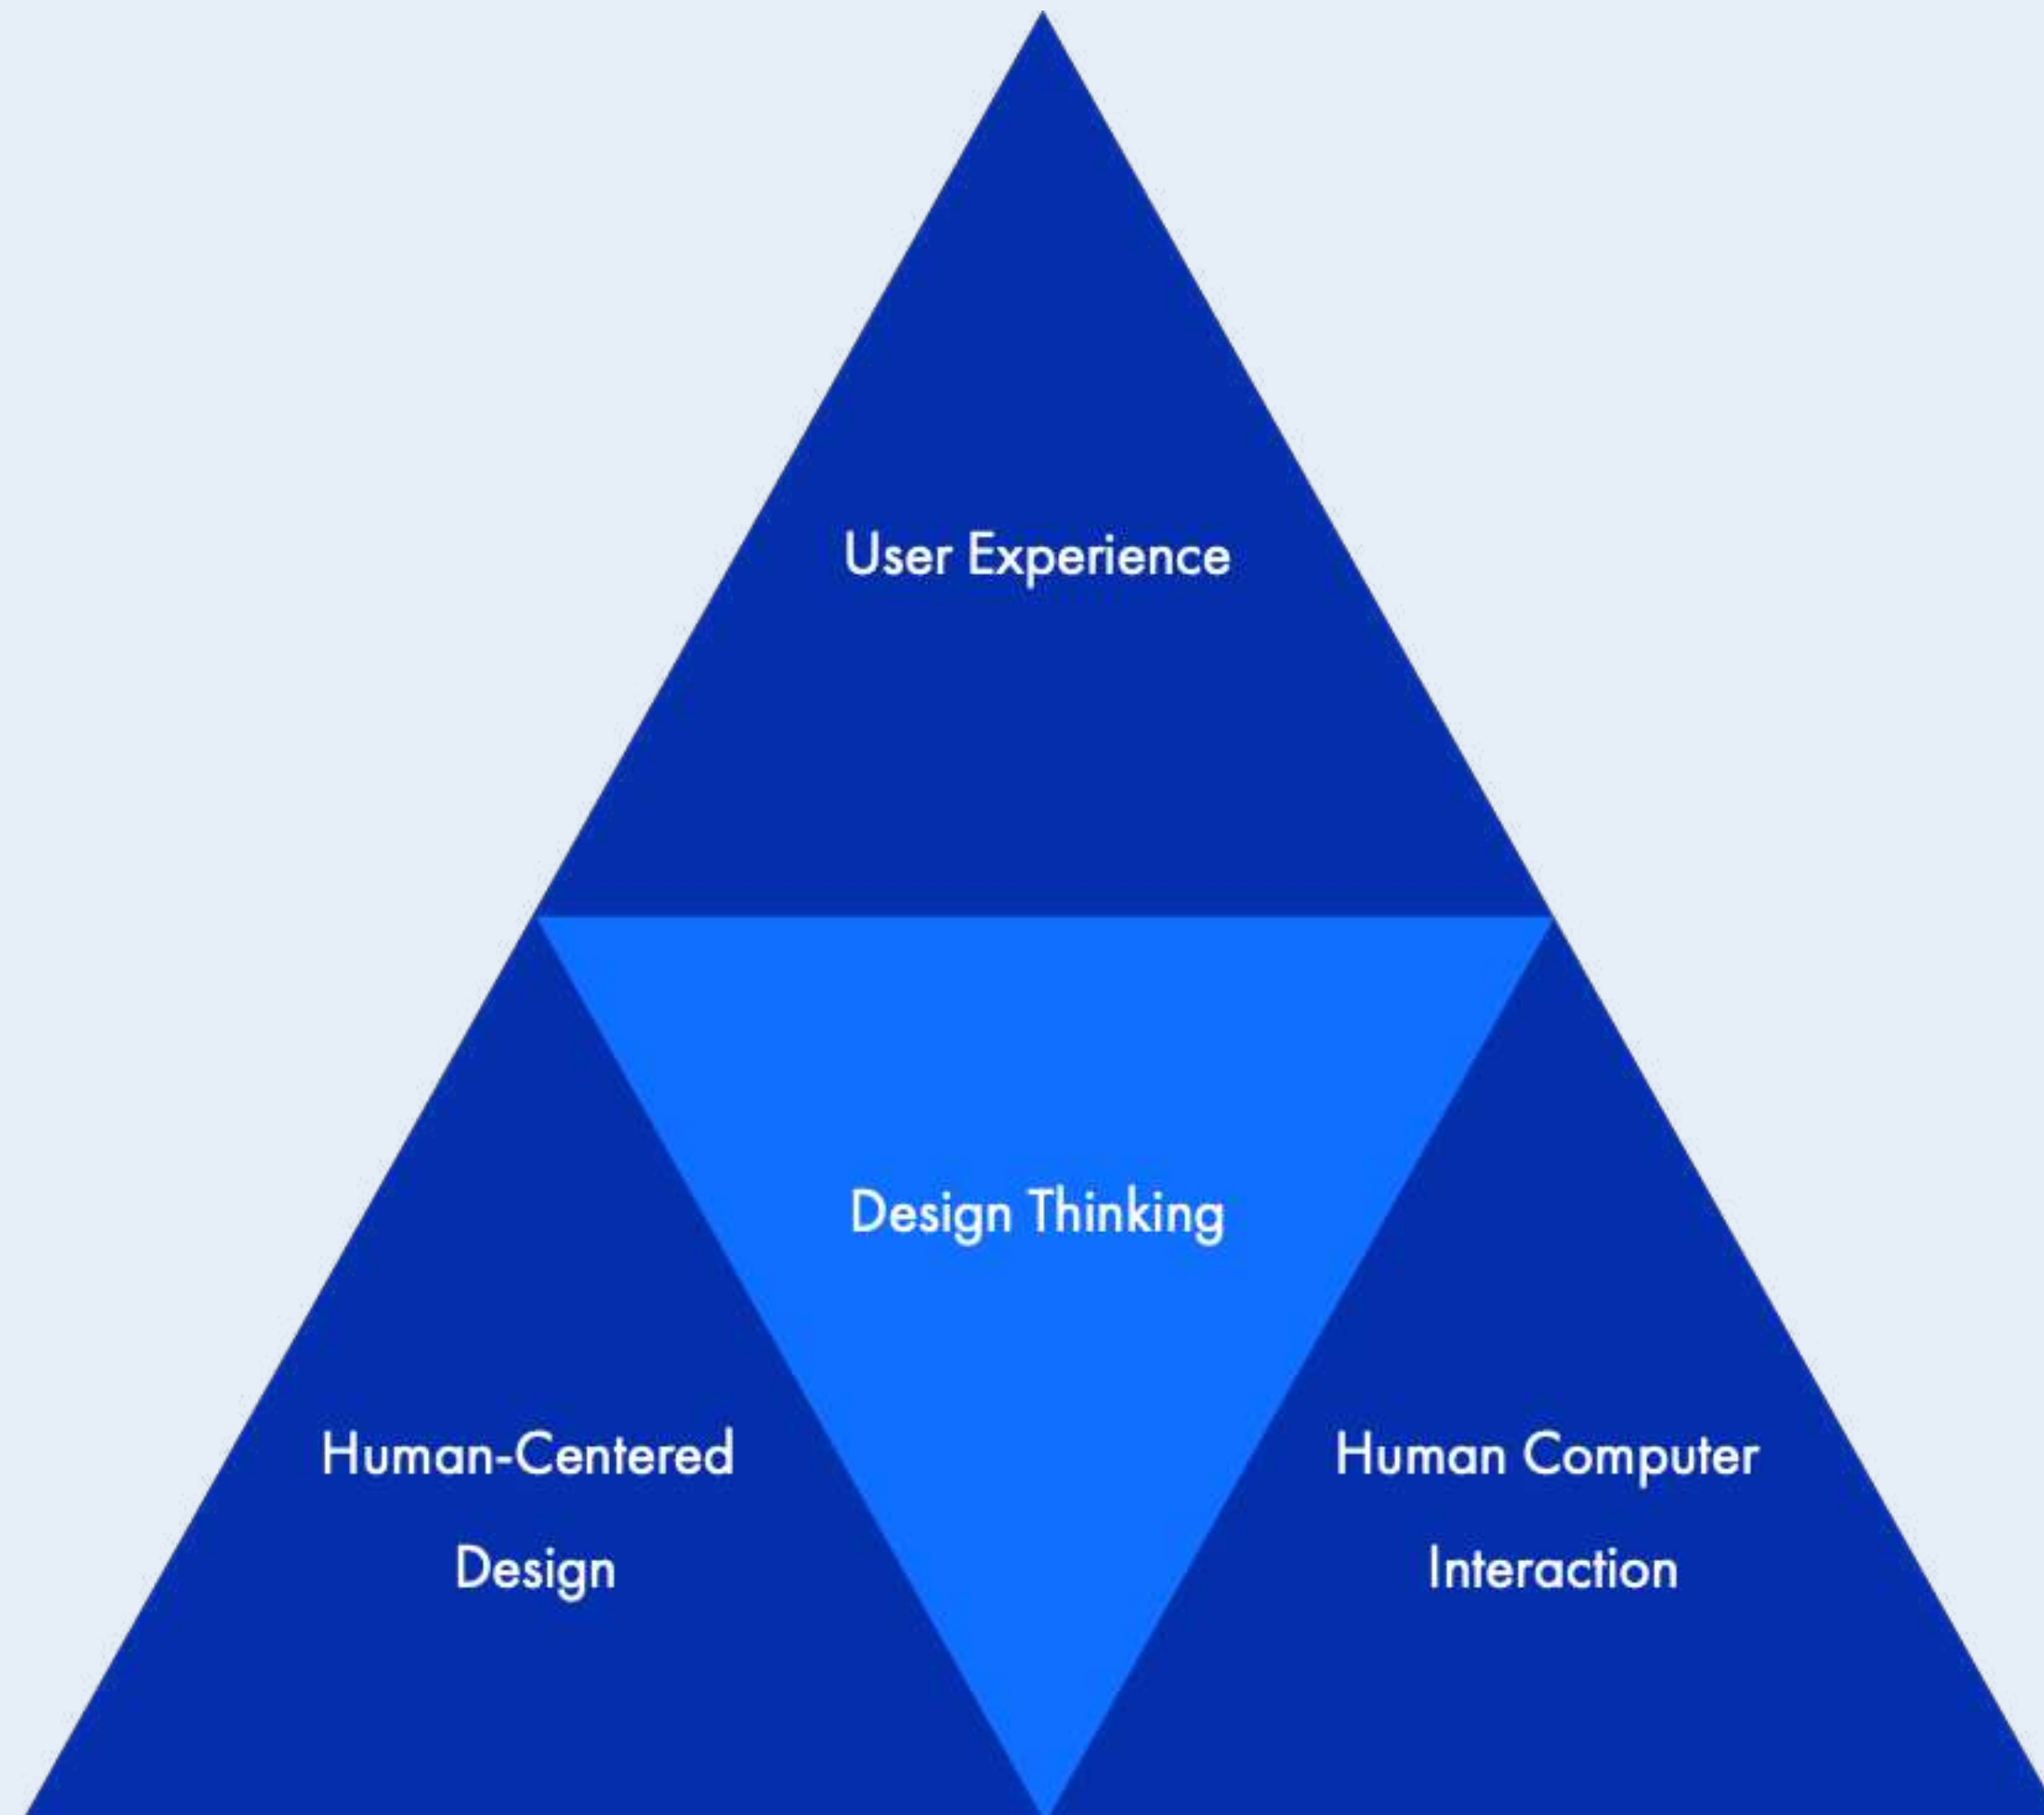 User Experience
Design Thinking
Human-Centered
Design
Human Computer
Interaction